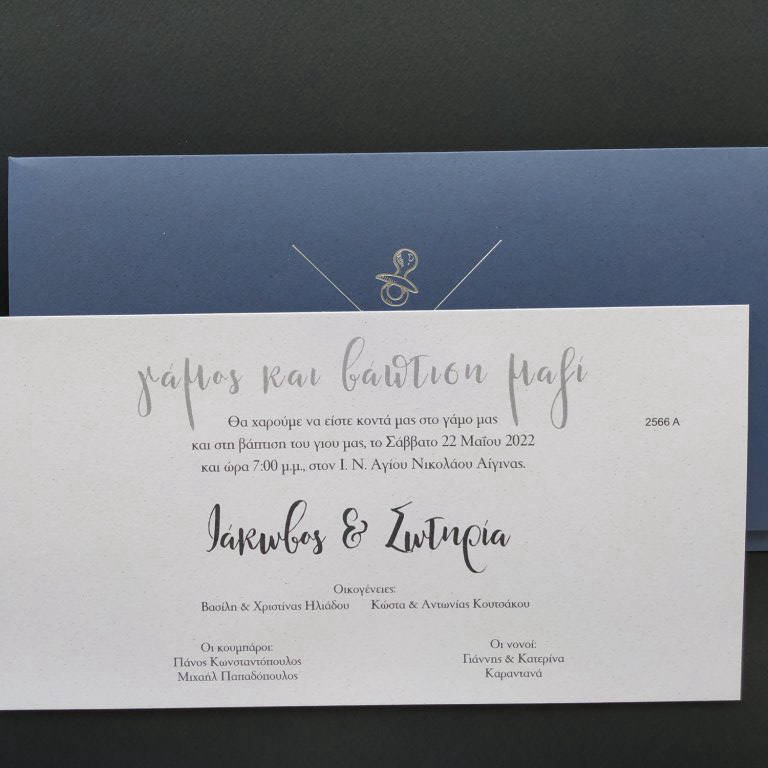 γάμος και βάπτιση μαζί
Θα χαρούμε να είστε κοντά μας στο γάμο μας
και στη βάπτιση του γιου μας, το Σάββατο 22 Μαΐου 2022
και ώρα 7:00 μ.μ., στον Ι. Ν. Αγίου Νικολάου Αίγινας.
2566 A
Ιάκωβος & Σωτηρία
Οικογένειες:
Βασίλη & Χριστίνας Ηλιάδου Κώστα & Αντωνίας Κουτσάκου
Οι κουμπάροι:
Πάνος Κωνσταντόπουλος
Μιχαήλ Παπαδόπουλος
Οι νονοί:
Γιάννης & Κατερίνα
Καραντανά